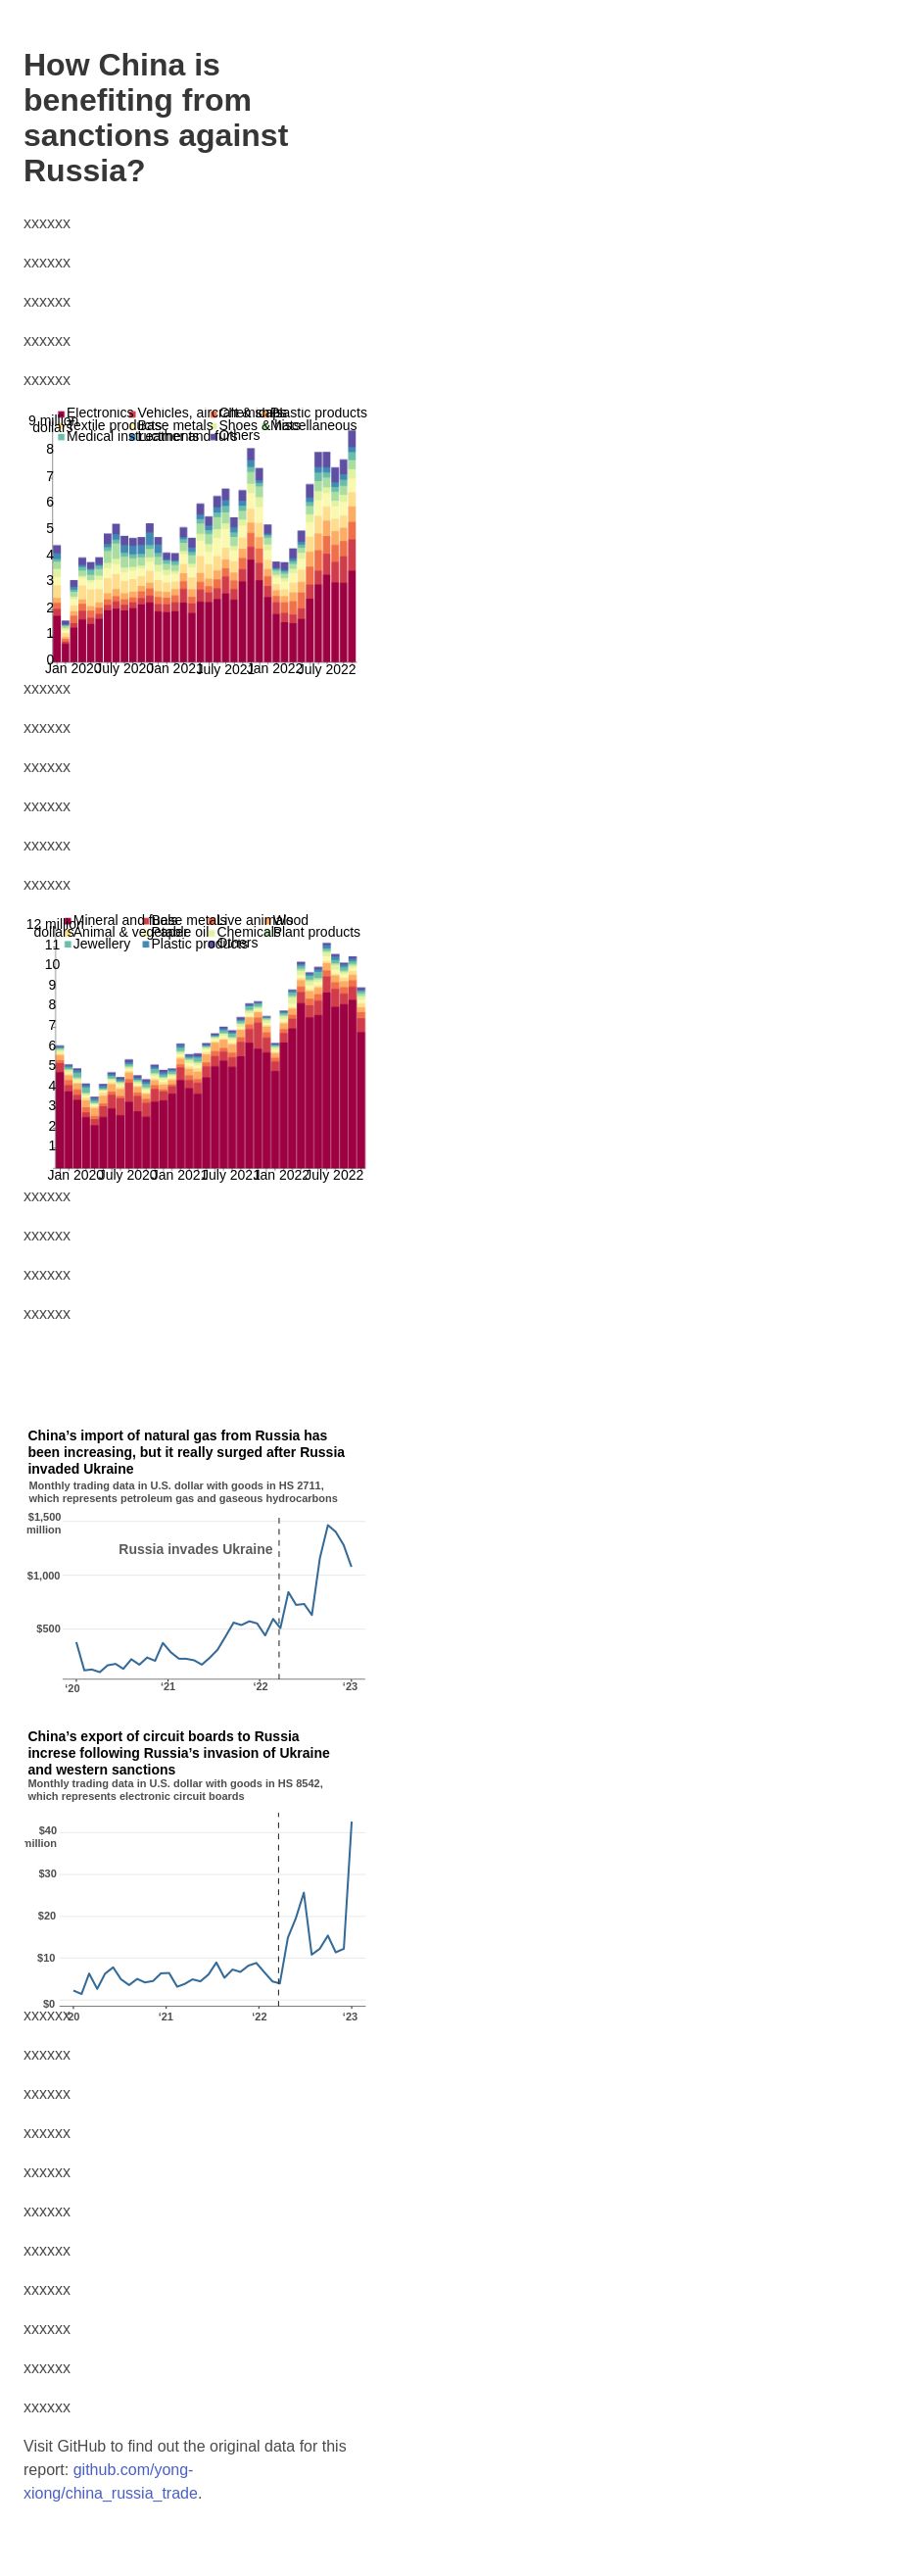 How China is
benefiting from
sanctions against
Russia?
xxxxxx
xxxxxx
xxxxxx
xxxxxx
xxxxxx
Electronics Vehicles, aircraft & ships Chemicals Plastic products
9 million
dollars
Textile products Base metals Shoes & hats Miscellaneous
Medical instruments Leather and furs Others
8
7
6
5
4
3
2
1
0
Jan 2020 July 2020 Jan 2021 July 2021 Jan 2022 July 2022
xxxxxx
xxxxxx
xxxxxx
xxxxxx
xxxxxx
xxxxxx
Mineral and fuels Base metals Live animals Wood
12 million
dollars
Animal & vegetable oil Paper Chemicals Plant products
Jewellery Plastic products Others
11
10
9
8
7
6
5
4
3
2
1
Jan 2020 July 2020 Jan 2021 July 2021 Jan 2022 July 2022
xxxxxx
xxxxxx
xxxxxx
xxxxxx
China’s import of natural gas from Russia has
been increasing, but it really surged after Russia
invaded Ukraine
Monthly trading data in U.S. dollar with goods in HS 2711,
which represents petroleum gas and gaseous hydrocarbons
$1,500
million
Russia invades Ukraine
$1,000
$500
‘20 ‘21 ‘22 ‘23
China’s export of circuit boards to Russia
increse following Russia’s invasion of Ukraine
and western sanctions
Monthly trading data in U.S. dollar with goods in HS 8542,
which represents electronic circuit boards
$40
million
$30
$20
$10
$0
‘20 ‘21 ‘22 ‘23
xxxxxx
xxxxxx
xxxxxx
xxxxxx
xxxxxx
xxxxxx
xxxxxx
xxxxxx
xxxxxx
xxxxxx
xxxxxx
Visit GitHub to find out the original data for this
report: github.com/yong-
xiong/china_russia_trade.